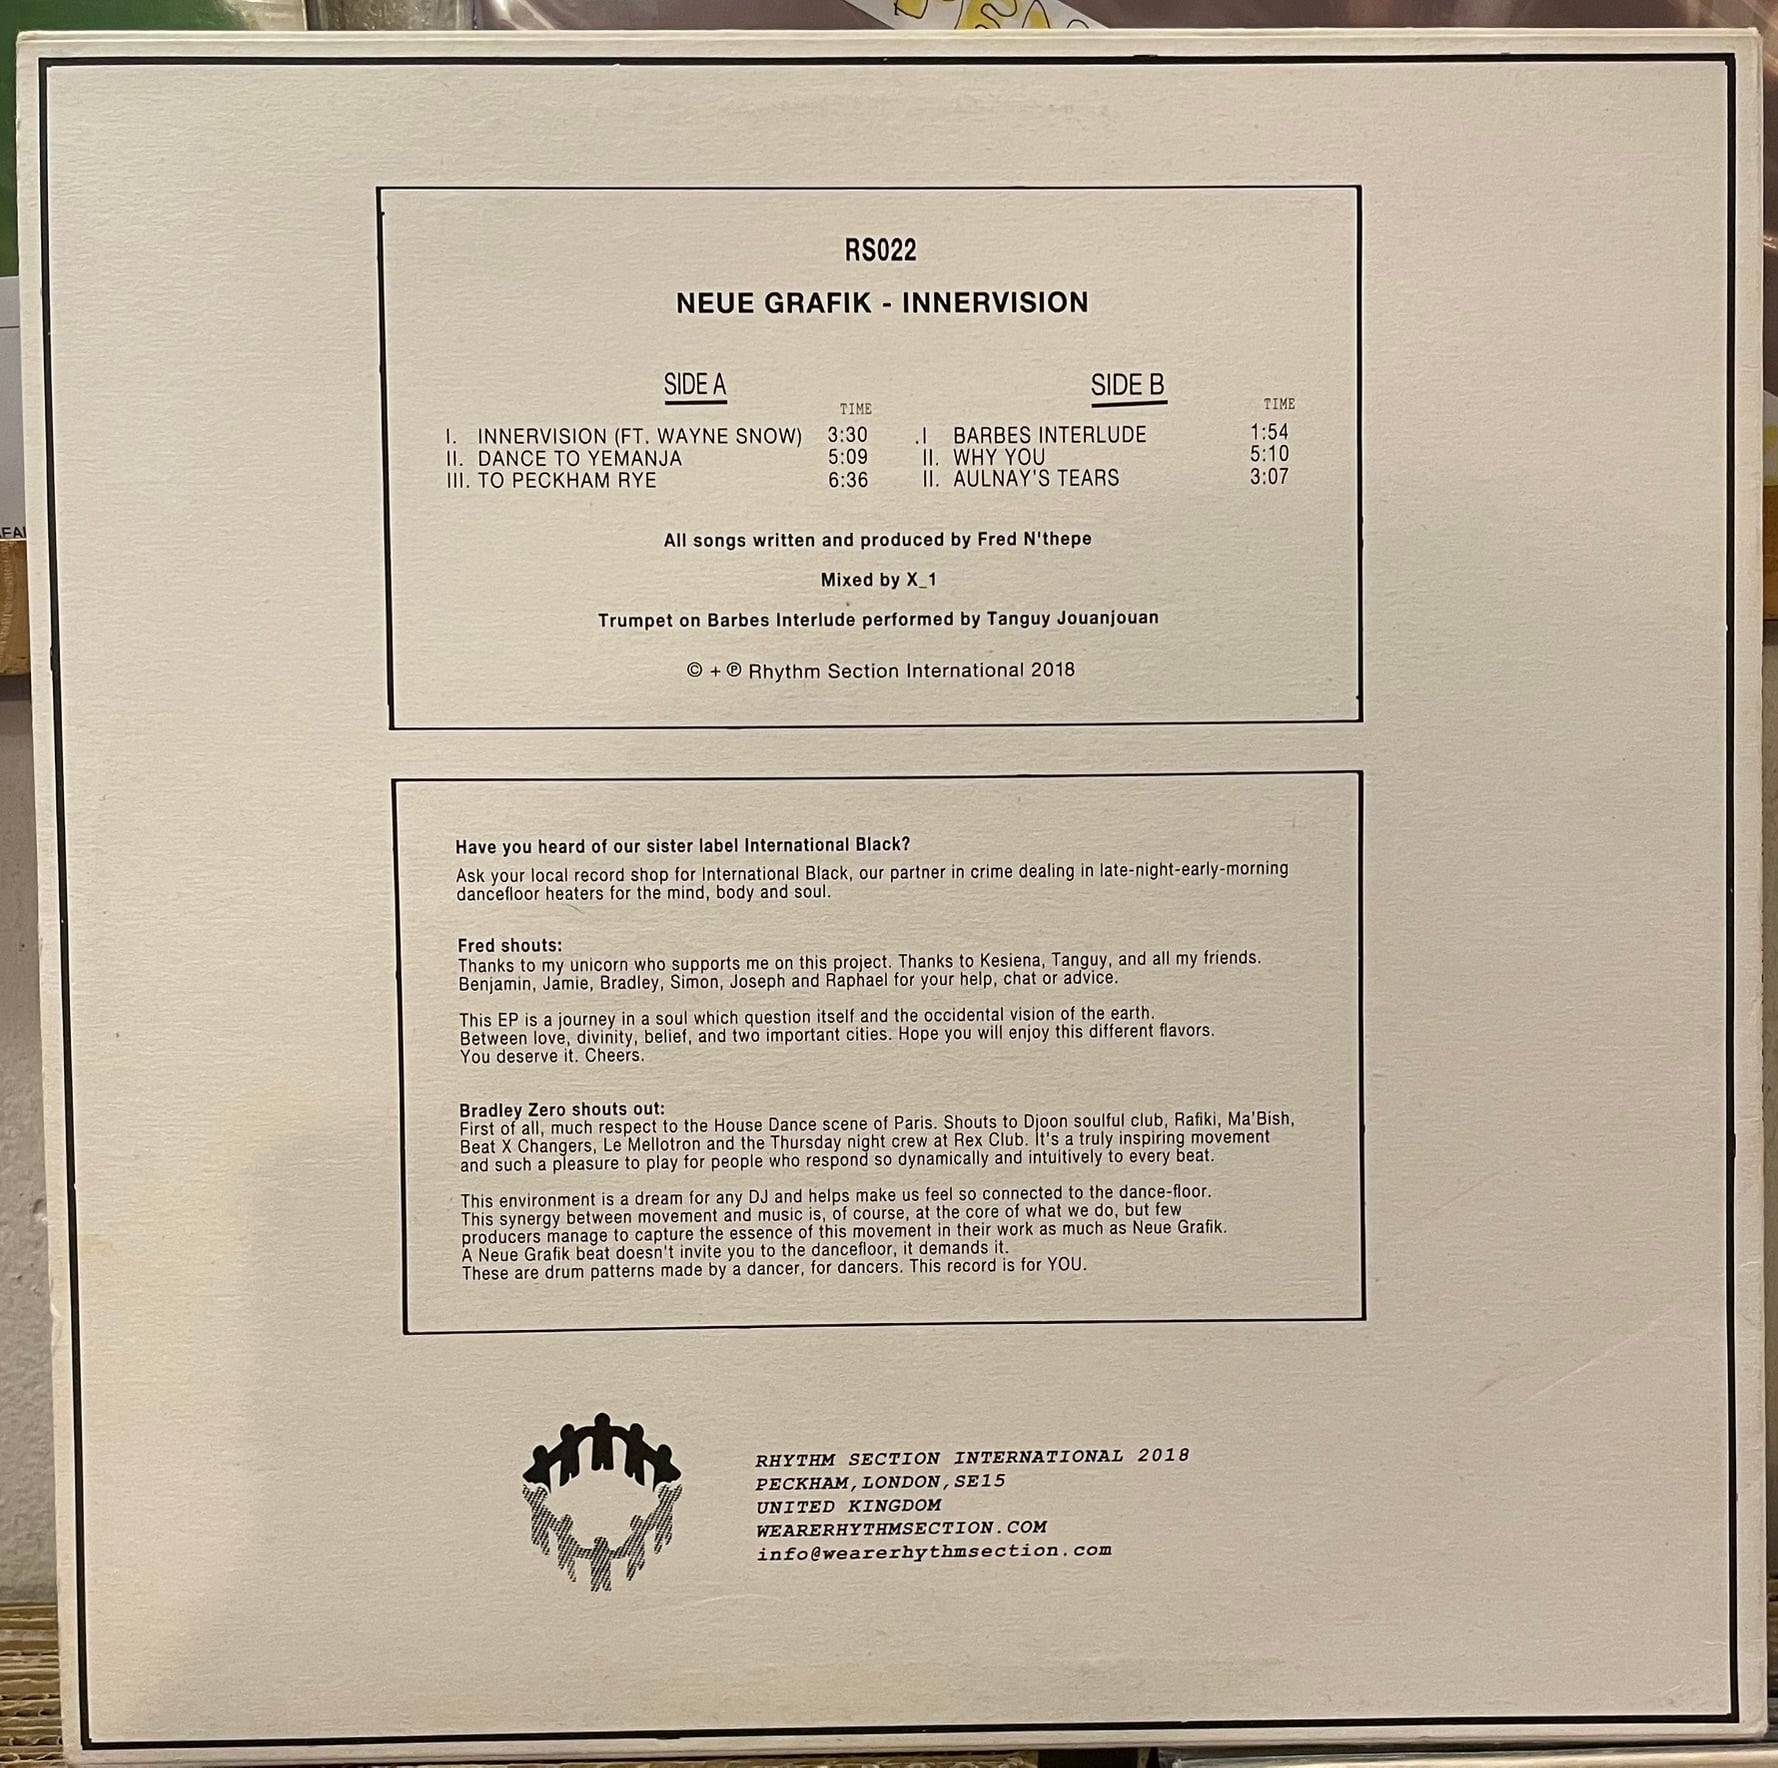 RS022
NEUE GRAFIK - INNERVISION
SIDE A
TIME
I. INNERVISION (FT. WAYNE SNOW) 3:30
II. DANCE TO YEMANJA 5:09
III. TO PECKHAM RYE 6:36
SIDE B
TIME
.I BARBES INTERLUDE 1:54
II. WHY YOU 5:10
II. AULNAY'S TEARS 3:07
All songs written and produced by Fred N'thepe
Mixed by X_1
Trumpet on Barbes Interlude performed by Tanguy Jouanjouan
© + ℗ Rhythm Section International 2018
Have you heard of our sister label International Black?
Ask your local record shop for International Black, our partner in crime dealing in late-night-early-morning
dancefloor heaters for the mind, body and soul.
Fred shouts:
Thanks to my unicorn who supports me on this project. Thanks to Kesiena, Tanguy, and all my friends.
Benjamin, Jamie, Bradley, Simon, Joseph and Raphael for your help, chat or advice.
This EP is a journey in a soul which question itself and the occidental vision of the earth.
Between love, divinity, belief, and two important cities. Hope you will enjoy this different flavors.
You deserve it. Cheers.
Bradley Zero shouts out:
First of all, much respect to the House Dance scene of Paris. Shouts to Djoon soulful club, Rafiki, Ma'Bish,
Beat X Changers, Le Mellotron and the Thursday night crew at Rex Club. It's a truly inspiring movement
and such a pleasure to play for people who respond so dynamically and intuitively to every beat.
This environment is a dream for any DJ and helps make us feel so connected to the dance-floor.
This synergy between movement and music is, of course, at the core of what we do, but few
producers manage to capture the essence of this movement in their work as much as Neue Grafik.
A Neue Grafik beat doesn't invite you to the dancefloor, it demands it.
These are drum patterns made by a dancer, for dancers. This record is for YOU.
RHYTHM SECTION INTERNATIONAL 2018
PECKHAM, LONDON, SE15
UNITED KINGDOM
WEARERHYTHMSECTION.COM
info@wearerhythmsection.com